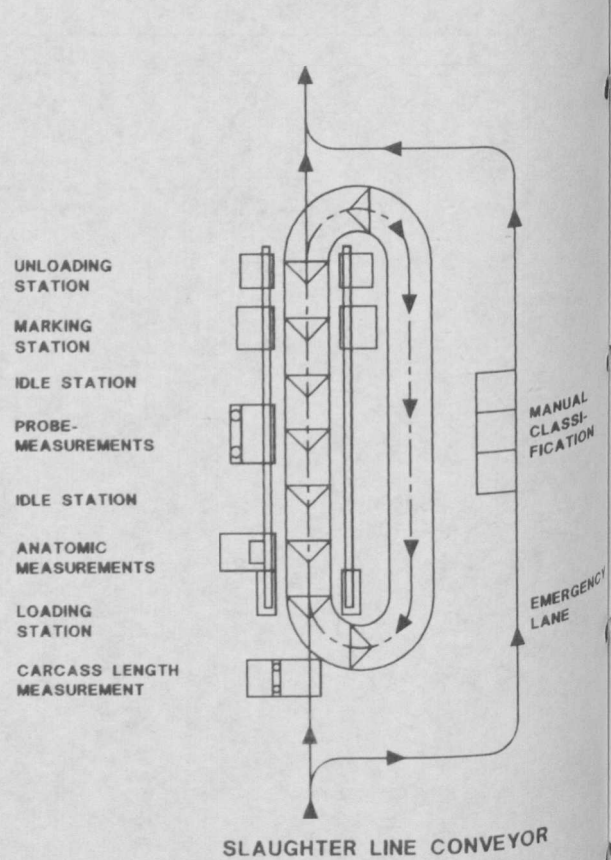 UNLOADING
STATION
MARKING
STATION
IDLE STATION
PROBE-
MEASUREMENTS
IDLE STATION
ANATOMIC
MEASUREMENTS
LOADING
STATION
CARCASS LENGTH
MEASUREMENT
MANUAL
CLASSI-
FICATION
EMERGENCY
LANE
SLAUGHTER LINE CONVEYOR